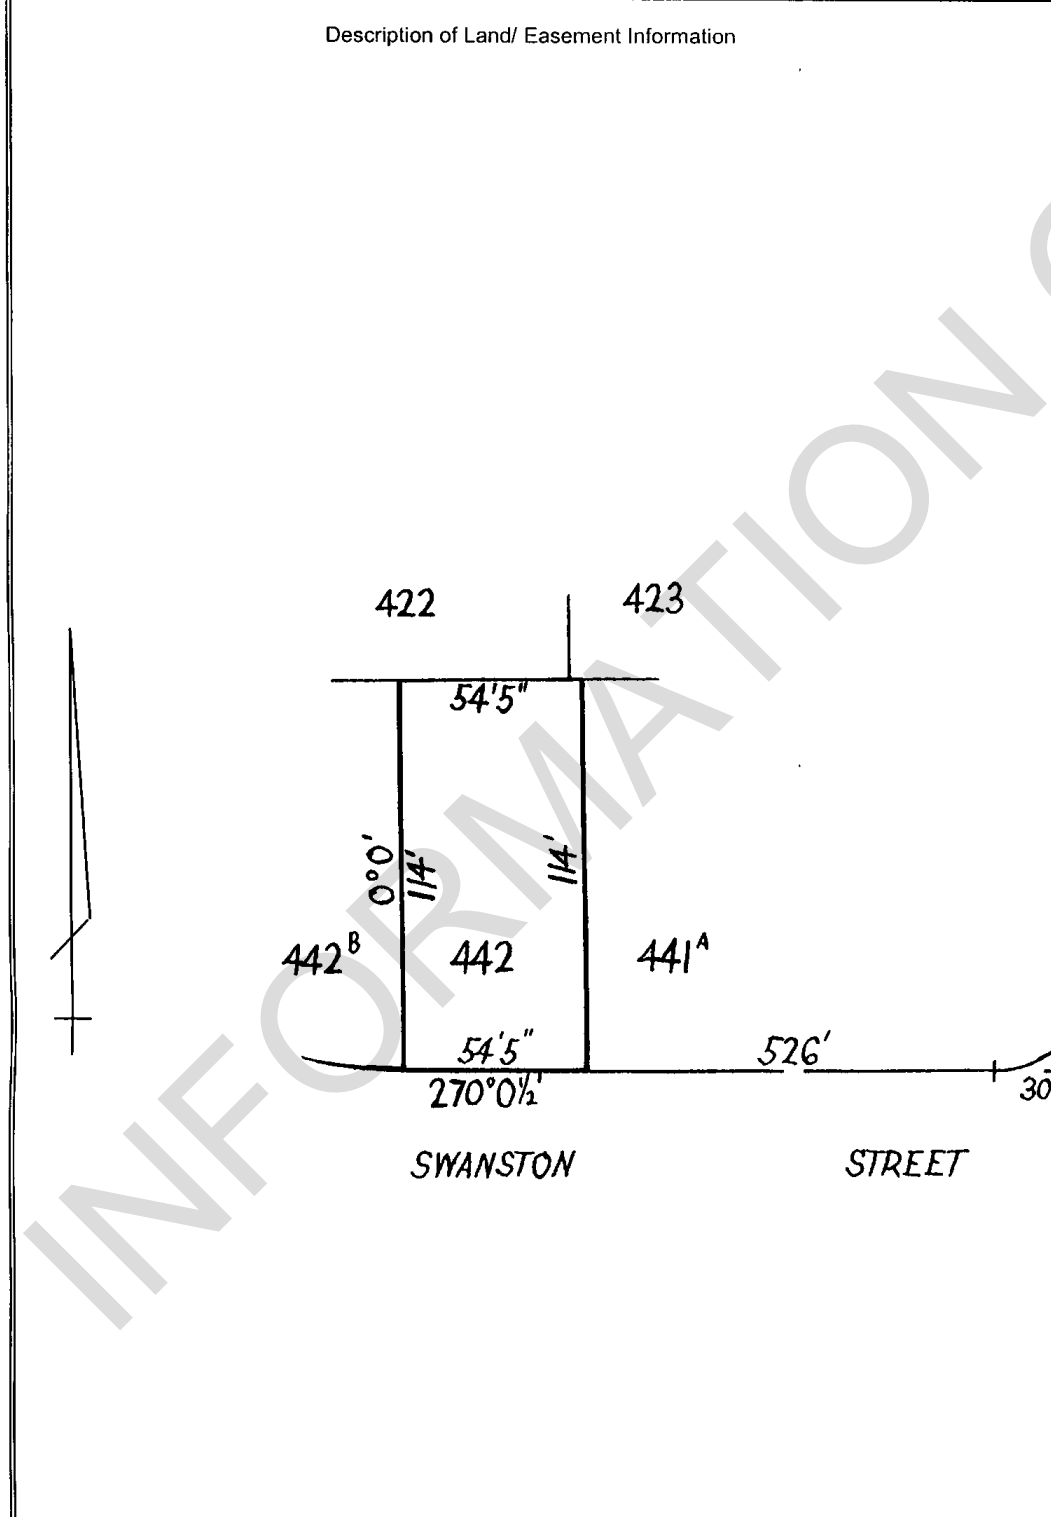 Description of Land/ Easement Information
422
423
54'5"
0°0'
114'
114'
442ᴮ
442
441ᴬ
54'5"
526'
270°0½'
30
SWANSTON STREET
INFORMATION